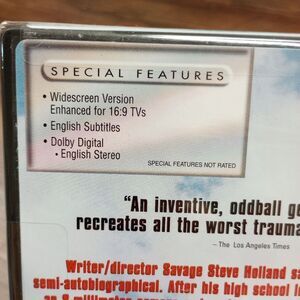 SPECIAL FEATURES
• Widescreen Version
Enhanced for 16:9 TVs
• English Subtitles
• Dolby Digital
• English Stereo
SPECIAL FEATURES NOT RATED
"An inventive, oddball
recreates all the worst
– The Los Angeles Times
Writer/director Savage Steve Holland
semi-autobiographical. After his high school